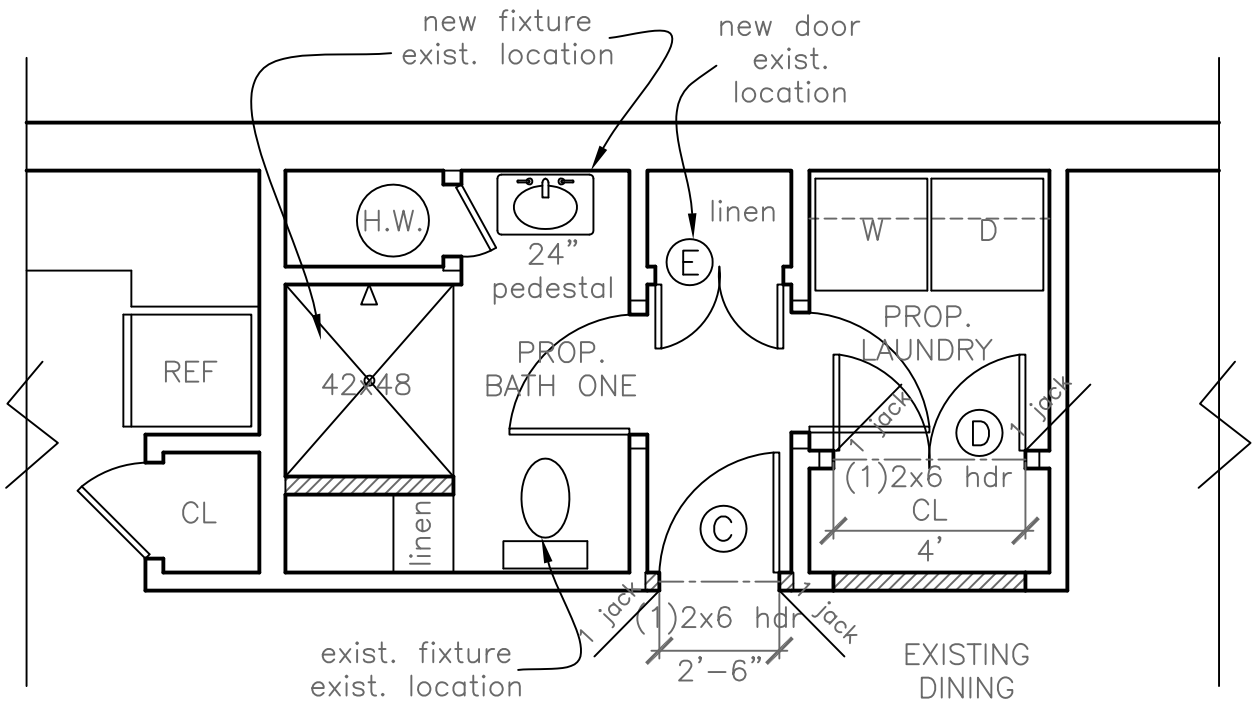 new fixture
exist. location
new door
exist.
location
H.W.
24"
pedestal
linen
E
W
D
REF
42x48
PROP.
BATH ONE
PROP.
LAUNDRY
1 jack
D
1 jack
(1)2x6 hdr
CL
4'
CL
linen
C
1 jack
(1)2x6 hdr
1 jack
2'-6"
exist. fixture
exist. location
EXISTING
DINING